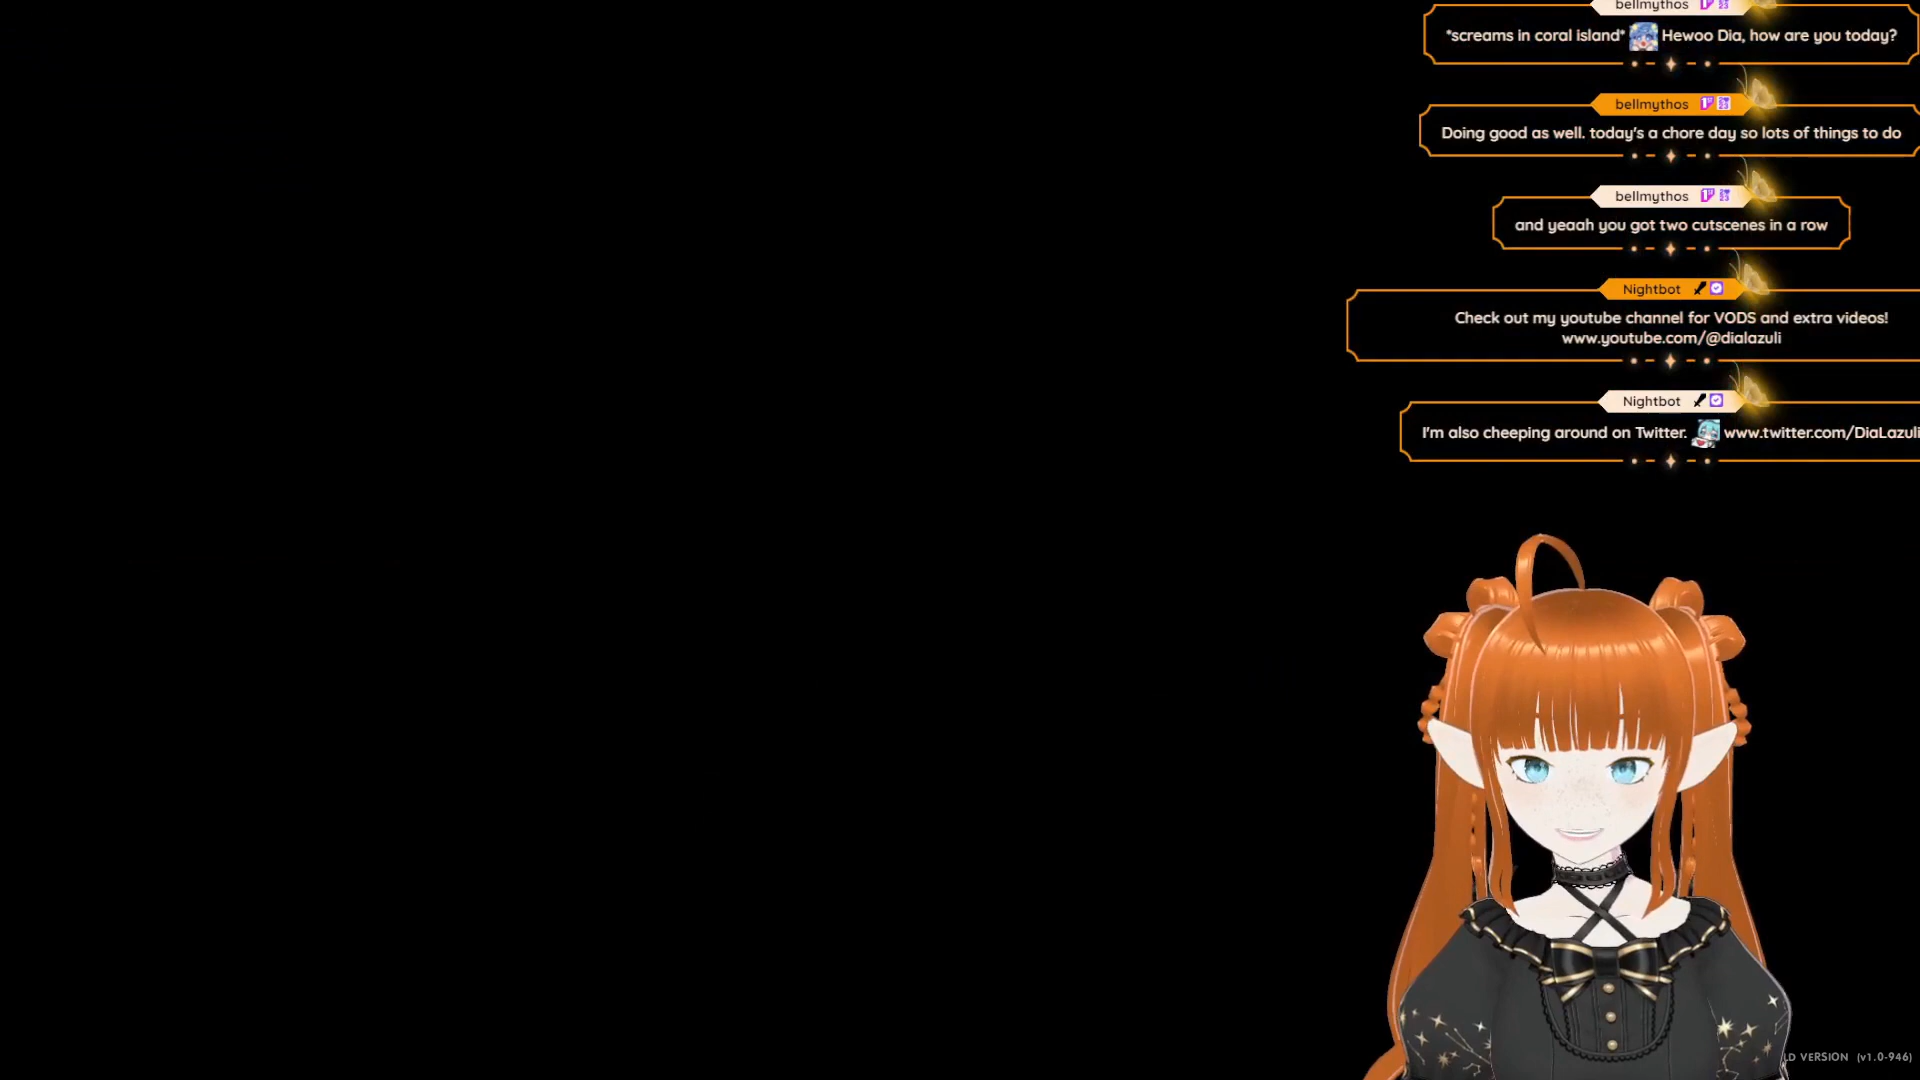 bellmythos
*screams in coral island* Hewoo Dia, how are you today?
bellmythos
Doing good as well. today's a chore day so lots of things to do
bellmythos
and yeaah you got two cutscenes in a row
Nightbot
Check out my youtube channel for VODS and extra videos!
www.youtube.com/@dialazuli
Nightbot
I'm also cheeping around on Twitter. www.twitter.com/DiaLazuli
LD VERSION (v1.0-946)